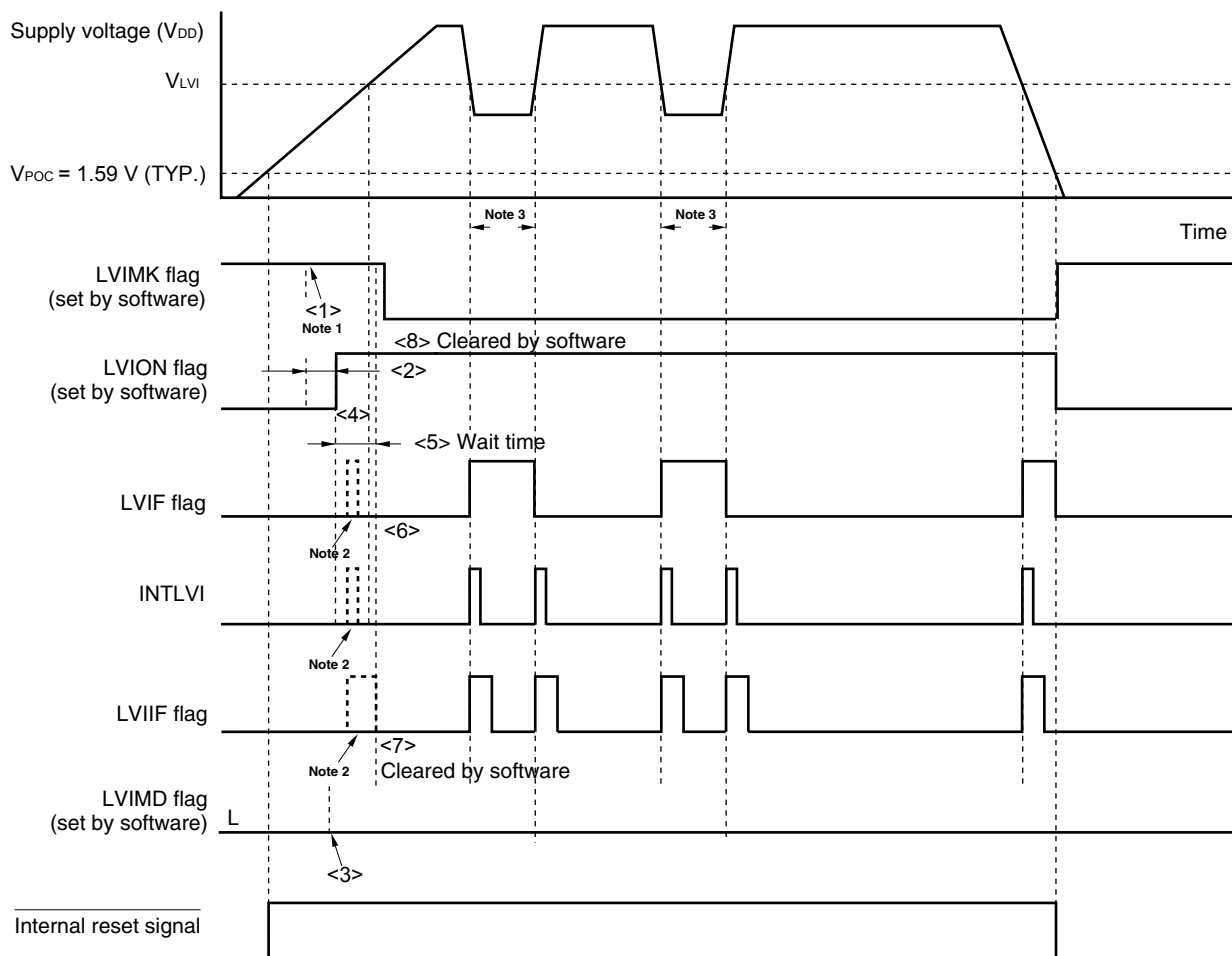 Supply voltage (VDD)
VLVI
VPOC = 1.59 V (TYP.)
Note 3
Note 3
Time
LVIMK flag
(set by software)
<1>
Note 1
<8> Cleared by software
LVION flag
(set by software)
<2>
<4>
<5> Wait time
LVIF flag
<6>
Note 2
INTLVI
Note 2
LVIIF flag
<7>
Cleared by software
Note 2
LVIMD flag
(set by software)
L
<3>
Internal reset signal